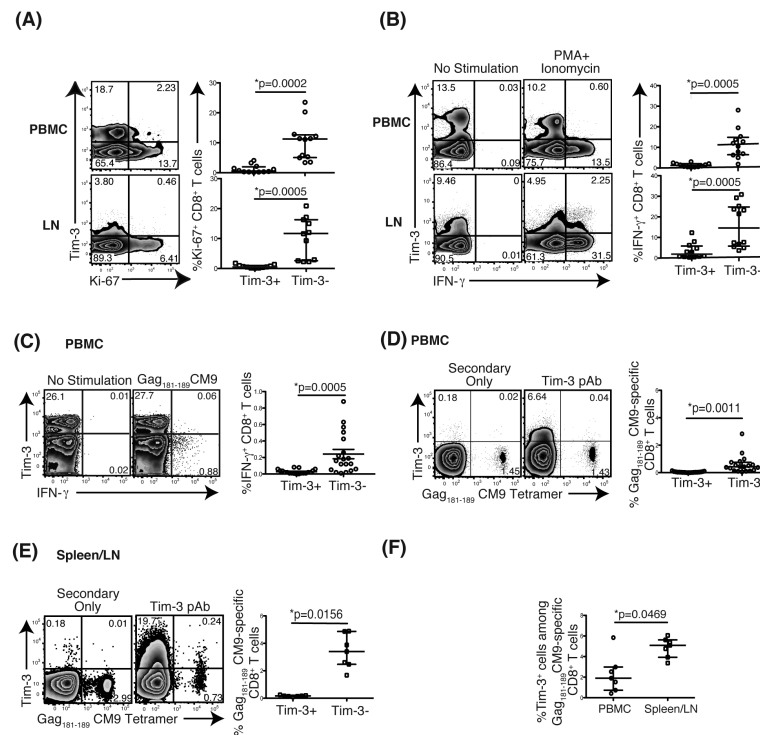 (A)
*p=0.0002
18.7 2.23
65.4 13.7
PBMC
*p=0.0005
3.80 0.46
89.3 6.41
LN
Tim-3
Ki-67
%Ki-67+ CD8+ T cells
Tim-3+ Tim-3-
(B)
No Stimulation
PMA+
Ionomycin
13.5 0.03
86.4 0.09
10.2 0.60
75.7 13.5
PBMC
*p=0.0005
9.46 0
90.5 0.01
4.95 2.25
61.3 31.5
LN
*p=0.0005
Tim-3
IFN-γ
%IFN-γ+ CD8+ T cells
Tim-3+ Tim-3-
(C) PBMC
No Stimulation Gag181-189CM9
26.1 0.01
0.02
27.7 0.06
0.88
Tim-3
IFN-γ
%IFN-γ+ CD8+ T cells
*p=0.0005
Tim-3+ Tim-3-
(D) PBMC
Secondary
Only
Tim-3 pAb
0.18 0.02
1.45
6.64 0.04
1.43
Tim-3
Gag181-189 CM9 Tetramer
% Gag181-189 CM9-specific
CD8+ T cells
*p=0.0011
Tim-3+ Tim-3
(E) Spleen/LN
Secondary
Only
Tim-3 pAb
0.18 0.01
2.99
19.7 0.24
0.73
Tim-3
Gag181-189 CM9 Tetramer
% Gag181-189 CM9-specific
CD8+ T cells
*p=0.0156
Tim-3+ Tim-3-
(F)
%Tim-3+ cells among
Gag181-189 CM9-specific
CD8+ T cells
*p=0.0469
PBMC Spleen/LN